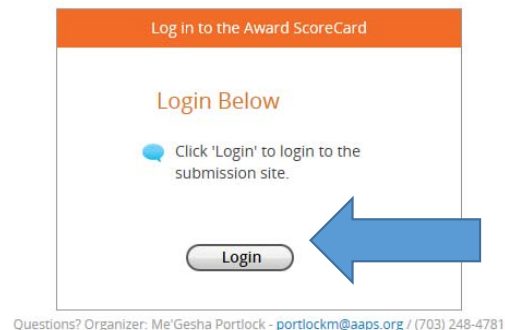 Log in to the Award ScoreCard
Login Below
Click 'Login' to login to the
submission site.
Login
Questions? Organizer: Me'Gesha Portlock - portlockm@aaps.org / (703) 248-4781